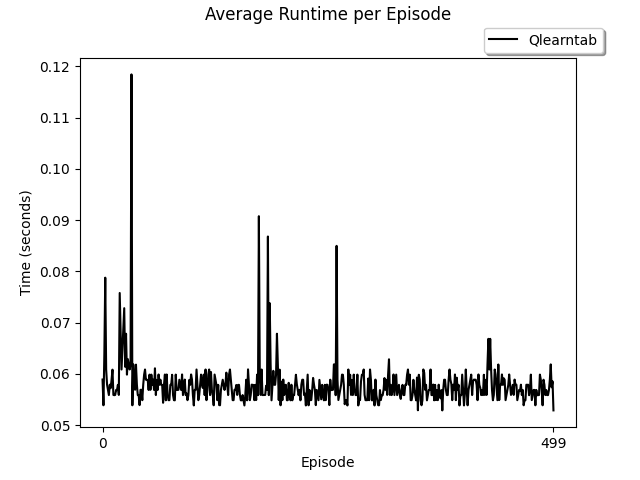 Average Runtime per Episode
Qlearntab
0.12
0.11
0.10
0.09
0.08
0.07
0.06
0.05
Time (seconds)
0
499
Episode